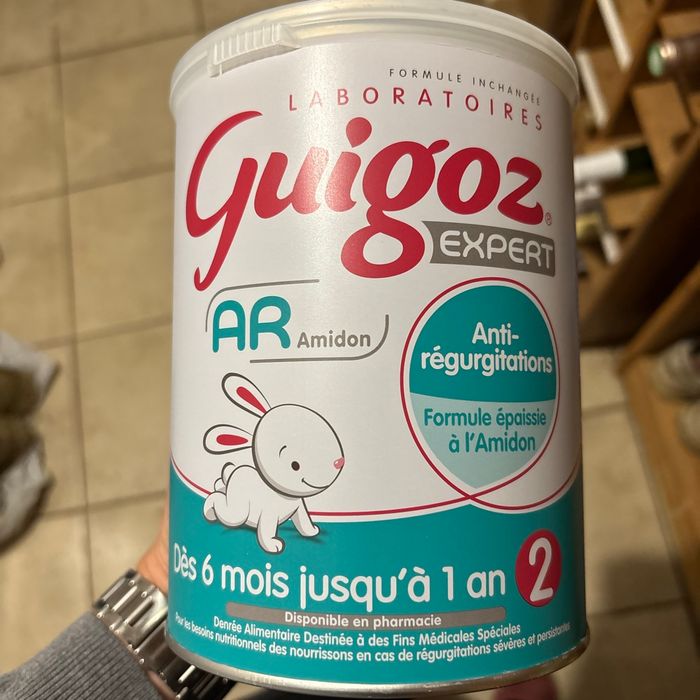 FORMULE INCHANGÉE
LABORATOIRES
Guigoz®
EXPERT
AR Amidon
Anti-
régurgitations
Formule épaissie
à l'Amidon
Dès 6 mois jusqu'à 1 an 2
Disponible en pharmacie
Denrée Alimentaire Destinée à des Fins Médicales Spéciales
Pour les besoins nutritionnels des nourrissons en cas de régurgitations sévères et persistantes